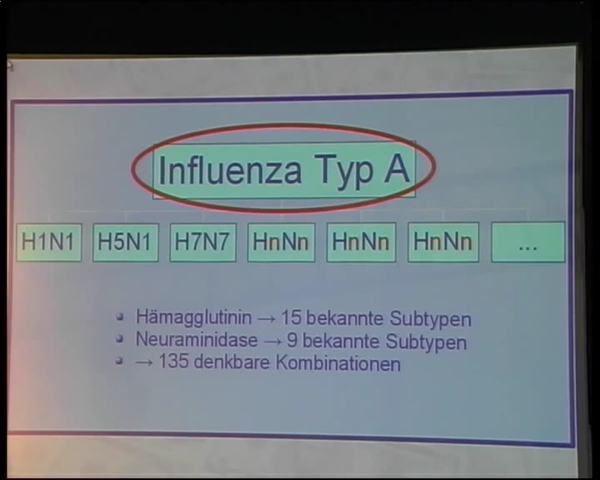 Influenza Typ A
H1N1 H5N1 H7N7 HnNn HnNn HnNn ...
Hämagglutinin → 15 bekannte Subtypen
Neuraminidase → 9 bekannte Subtypen
→ 135 denkbare Kombinationen